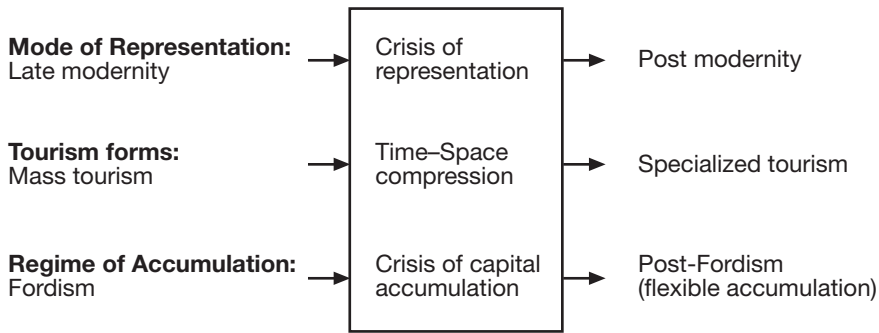 Mode of Representation:
Late modernity
Crisis of
representation
Post modernity
Tourism forms:
Mass tourism
Time–Space
compression
Specialized tourism
Regime of Accumulation:
Fordism
Crisis of capital
accumulation
Post-Fordism
(flexible accumulation)